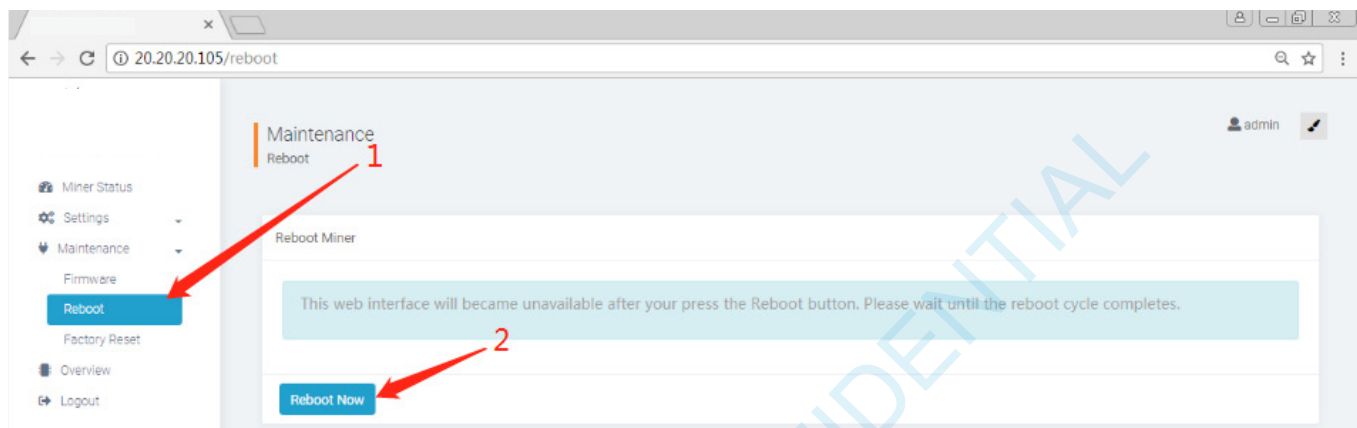 20.20.20.105/reboot
admin
Maintenance
Reboot
1
Miner Status
Settings
Maintenance
Firmware
Reboot
Factory Reset
Overview
Logout
Reboot Miner
This web interface will became unavailable after your press the Reboot button. Please wait until the reboot cycle completes.
2
Reboot Now